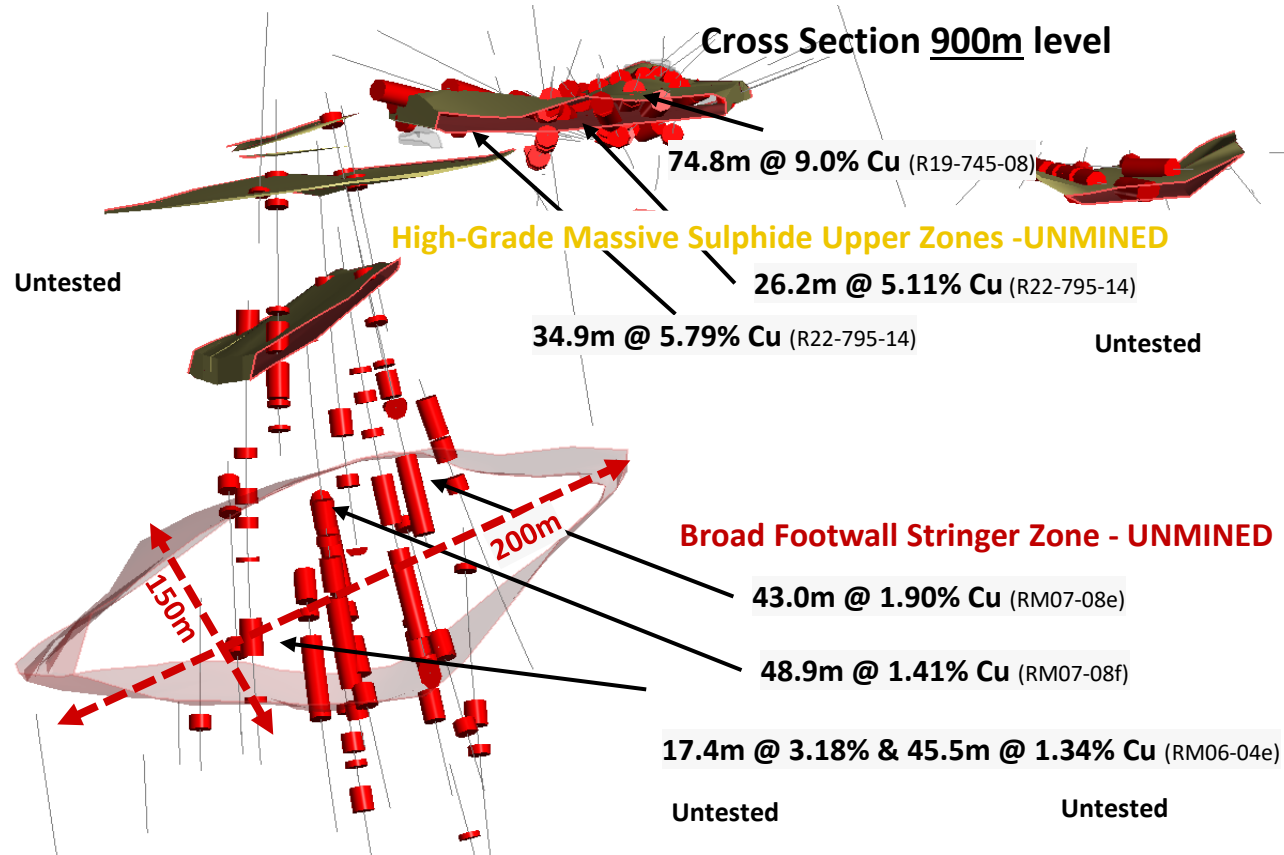 Cross Section 900m level
74.8m @ 9.0% Cu (R19-745-08)
High-Grade Massive Sulphide Upper Zones -UNMINED
Untested
26.2m @ 5.11% Cu (R22-795-14)
34.9m @ 5.79% Cu (R22-795-14)
Untested
200m
150m
Broad Footwall Stringer Zone - UNMINED
43.0m @ 1.90% Cu (RM07-08e)
48.9m @ 1.41% Cu (RM07-08f)
17.4m @ 3.18% & 45.5m @ 1.34% Cu (RM06-04e)
Untested
Untested